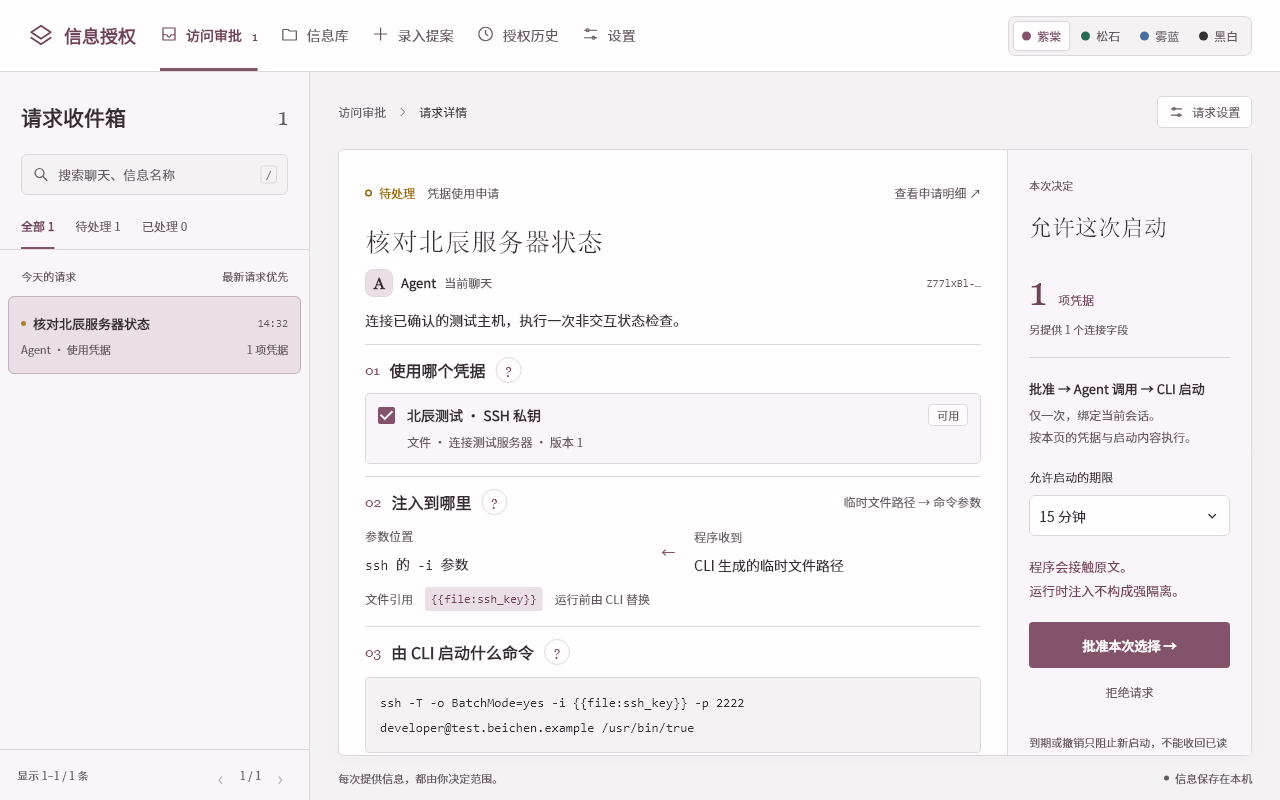 信息授权
访问审批 1
信息库
录入提案
授权历史
设置
紫棠
松石
雾蓝
黑白
请求收件箱 1
搜索聊天、信息名称 /
全部 1 待处理 1 已处理 0
今天的请求 最新请求优先
核对北辰服务器状态 14:32
Agent · 使用凭据 1 项凭据
显示 1–1 / 1 条 ‹ 1 / 1 ›
访问审批 > 请求详情
请求设置
待处理 凭据使用申请 查看申请明细 ↗
核对北辰服务器状态
A Agent 当前聊天 Z77lxBl-…
连接已确认的测试主机，执行一次非交互状态检查。
01 使用哪个凭据 ?
北辰测试 · SSH 私钥 可用
文件 · 连接测试服务器 · 版本 1
02 注入到哪里 ? 临时文件路径 → 命令参数
参数位置 程序收到
ssh 的 -i 参数 ← CLI 生成的临时文件路径
文件引用 {{file:ssh_key}} 运行前由 CLI 替换
03 由 CLI 启动什么命令 ?
ssh -T -o BatchMode=yes -i {{file:ssh_key}} -p 2222
developer@test.beichen.example /usr/bin/true
本次决定
允许这次启动
1 项凭据
另提供 1 个连接字段
批准 → Agent 调用 → CLI 启动
仅一次，绑定当前会话。
按本页的凭据与启动内容执行。
允许启动的期限
15 分钟
程序会接触原文。
运行时注入不构成强隔离。
批准本次选择 →
拒绝请求
到期或撤销只阻止新启动，不能收回已读
每次提供信息，都由你决定范围。
信息保存在本机